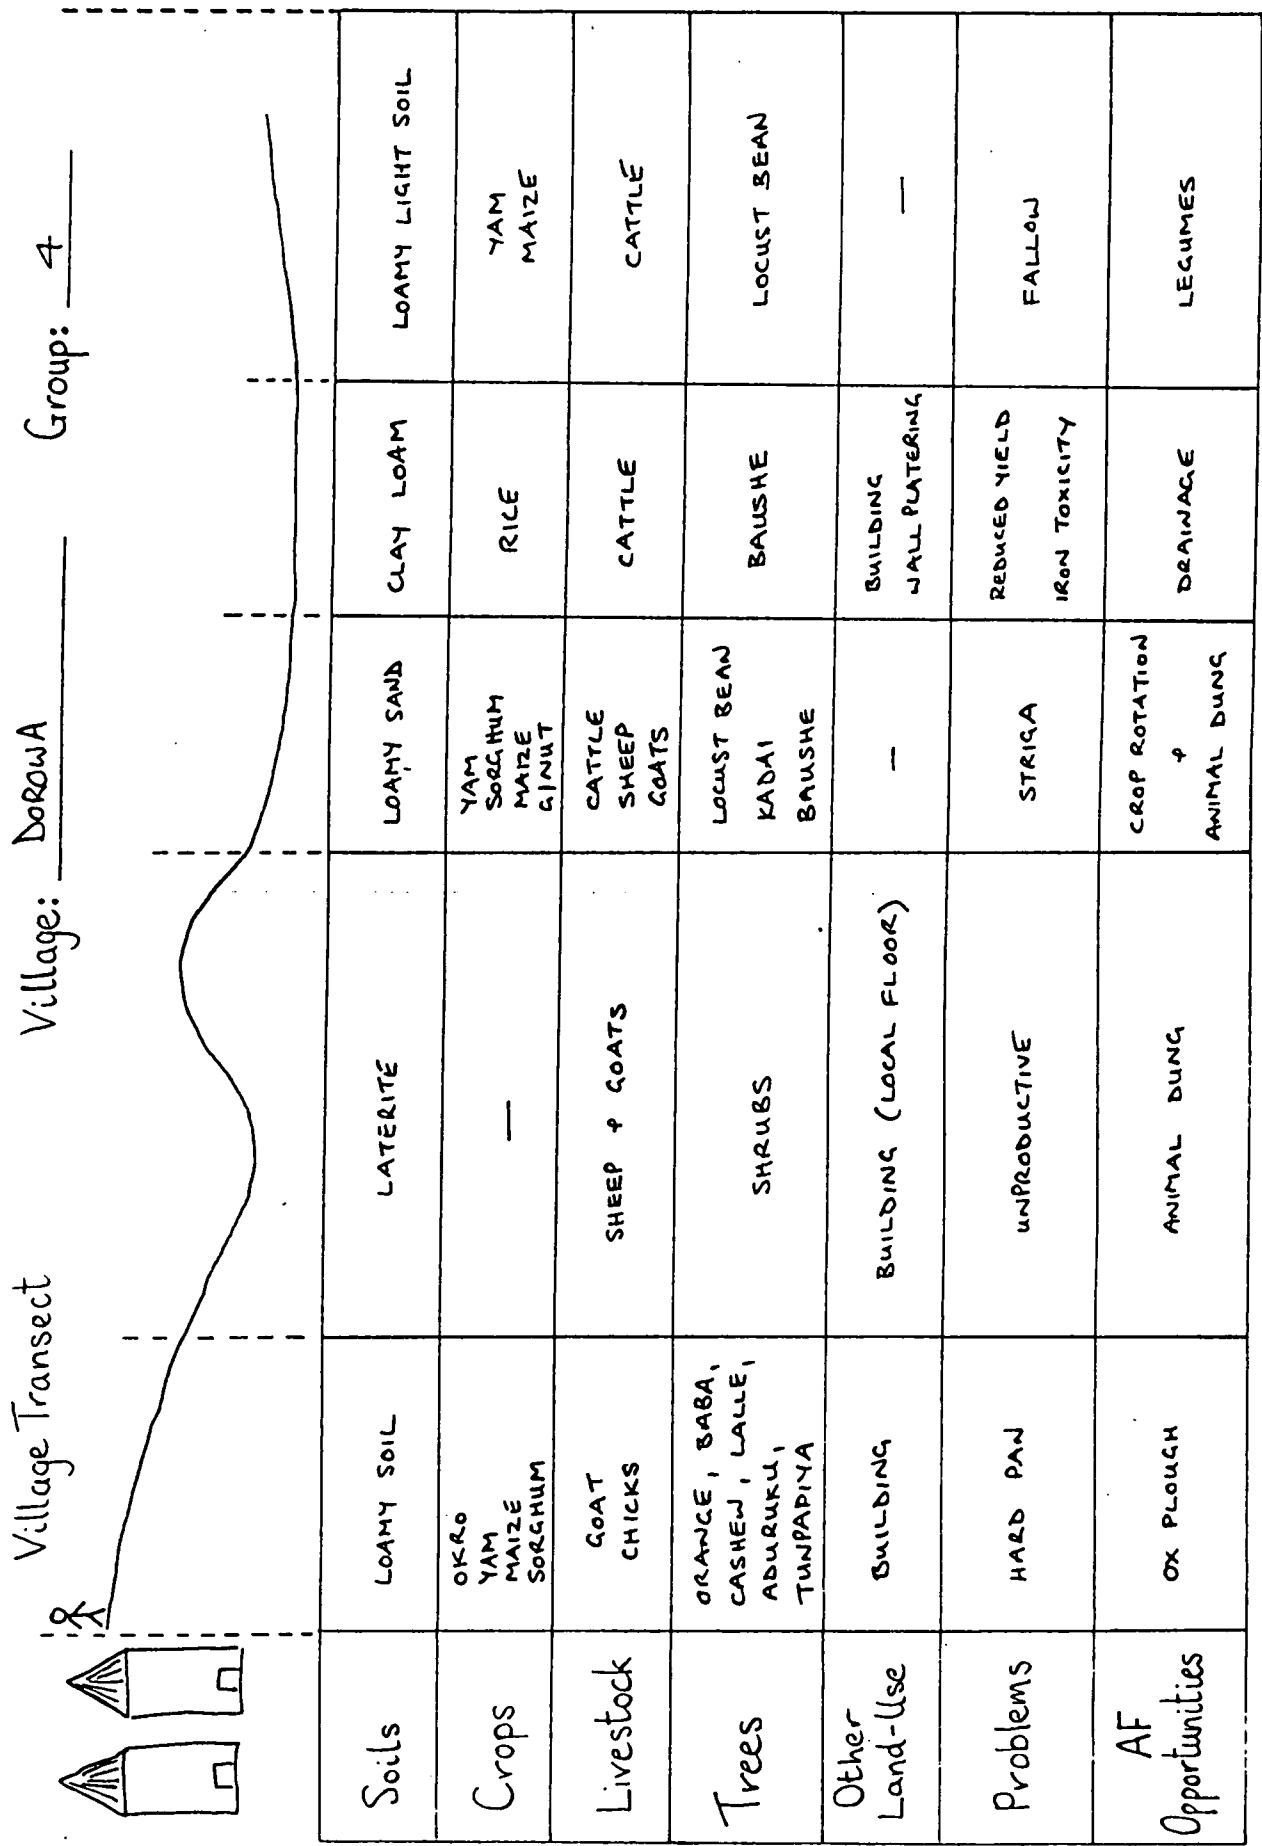 Village Transect Village: DOROWA Group: 4
Soils
LOAMY SOIL
LATERITE
LOAMY SAND
CLAY LOAM
LOAMY LIGHT SOIL
Crops
OKRO
YAM
MAIZE
SORGHUM
—
YAM
SORGHUM
MAIZE
G/NUT
RICE
YAM
MAIZE
Livestock
GOAT
CHICKS
SHEEP + GOATS
CATTLE
SHEEP
GOATS
CATTLE
CATTLE
Trees
ORANGE, BABA,
CASHEW, LALLE,
ADURUKU,
TUNPAPIYA
SHRUBS
LOCUST BEAN
KADAI
BAUSHE
BAUSHE
LOCUST BEAN
Other
Land-Use
BUILDING
BUILDING (LOCAL FLOOR)
—
BUILDING
WALL PLATERING
—
Problems
HARD PAN
UNPRODUCTIVE
STRIGA
REDUCED YIELD
IRON TOXICITY
FALLOW
AF
Opportunities
OX PLOUGH
ANIMAL DUNG
CROP ROTATION
+
ANIMAL DUNG
DRAINAGE
LEGUMES